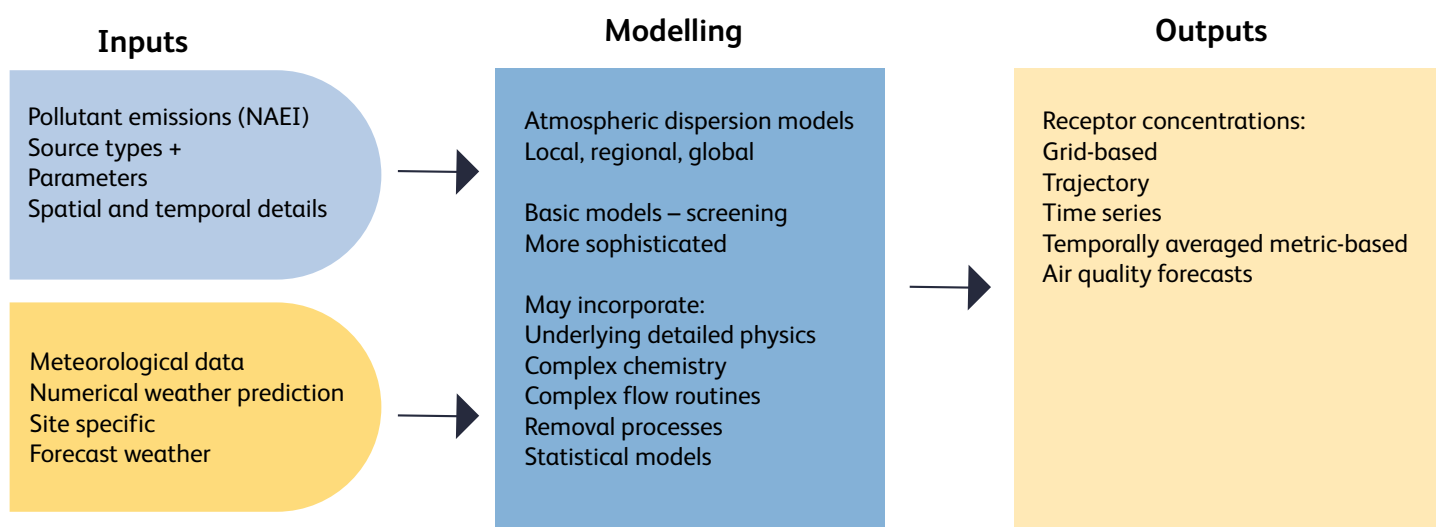 Inputs
Pollutant emissions (NAEI)
Source types +
Parameters
Spatial and temporal details
Meteorological data
Numerical weather prediction
Site specific
Forecast weather
Modelling
Atmospheric dispersion models
Local, regional, global
Basic models – screening
More sophisticated
May incorporate:
Underlying detailed physics
Complex chemistry
Complex flow routines
Removal processes
Statistical models
Outputs
Receptor concentrations:
Grid-based
Trajectory
Time series
Temporally averaged metric-based
Air quality forecasts